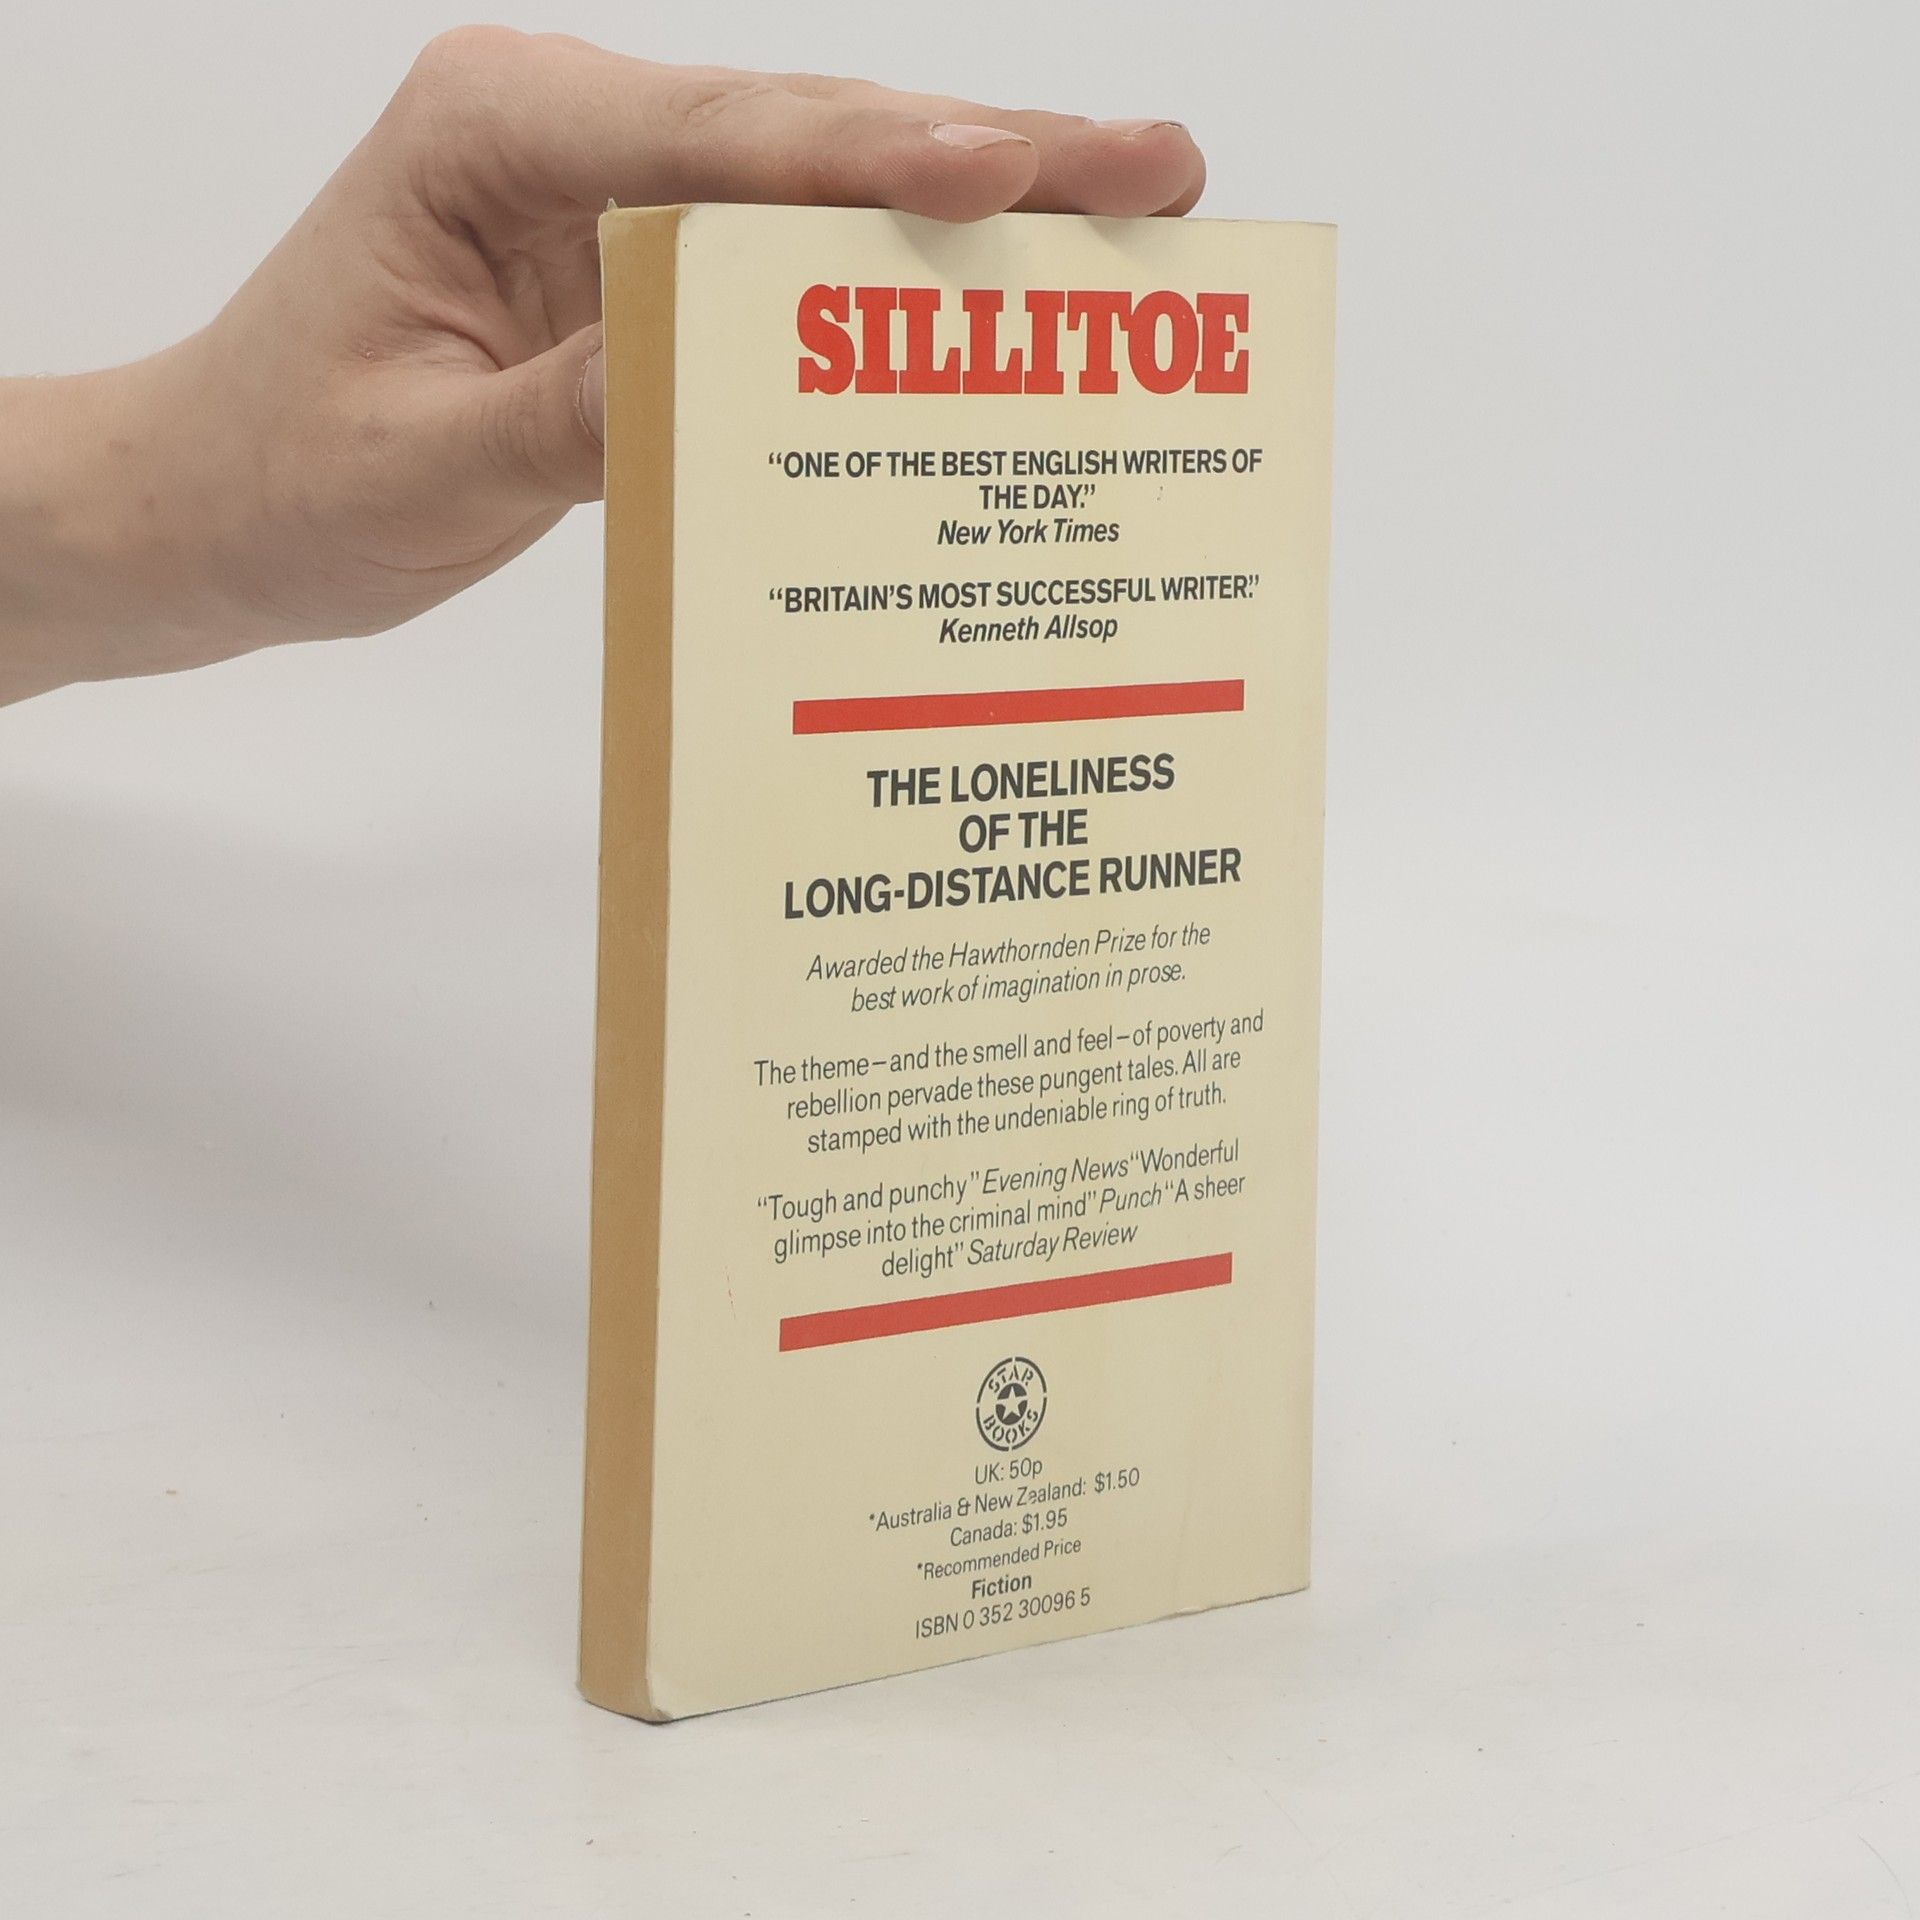 SILLITOE
“ONE OF THE BEST ENGLISH WRITERS OF
THE DAY.”
New York Times
“BRITAIN’S MOST SUCCESSFUL WRITER.”
Kenneth Allsop
THE LONELINESS
OF THE
LONG-DISTANCE RUNNER
Awarded the Hawthornden Prize for the
best work of imagination in prose.
The theme–and the smell and feel–of poverty and
rebellion pervade these pungent tales. All are
stamped with the undeniable ring of truth.
“Tough and punchy” Evening News “Wonderful
glimpse into the criminal mind” Punch “A sheer
delight” Saturday Review
STAR
BOOKS
UK: 50p
*Australia & New Zealand: $1.50
Canada: $1.95
*Recommended Price
Fiction
ISBN 0 352 30096 5